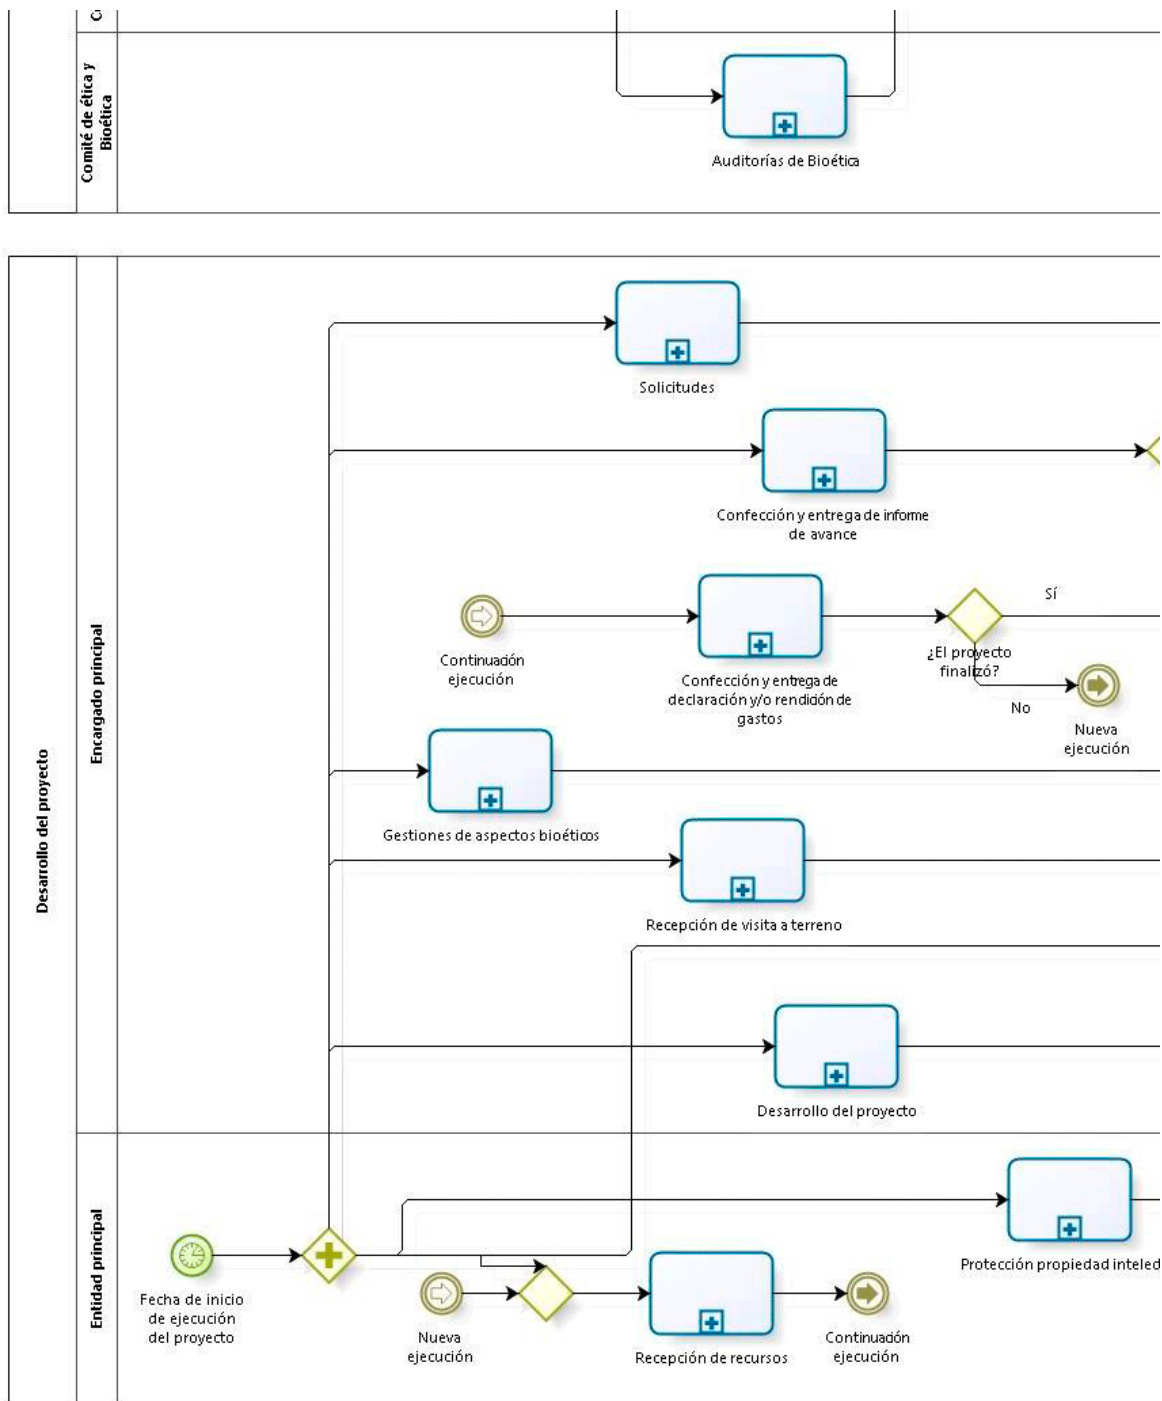 Comité de ética y
Bioética
Auditorías de Bioética
Desarrollo del proyecto
Encargado principal
Solicitudes
Confección y entrega de informe
de avance
Continuación
ejecución
Confección y entrega de
declaración y/o rendición de
gastos
¿El proyecto
finalizó?
Sí
No
Nueva
ejecución
Gestiones de aspectos bioéticos
Recepción de visita a terreno
Desarrollo del proyecto
Entidad principal
Fecha de inicio
de ejecución
del proyecto
Nueva
ejecución
Recepción de recursos
Continuación
ejecución
Protección propiedad